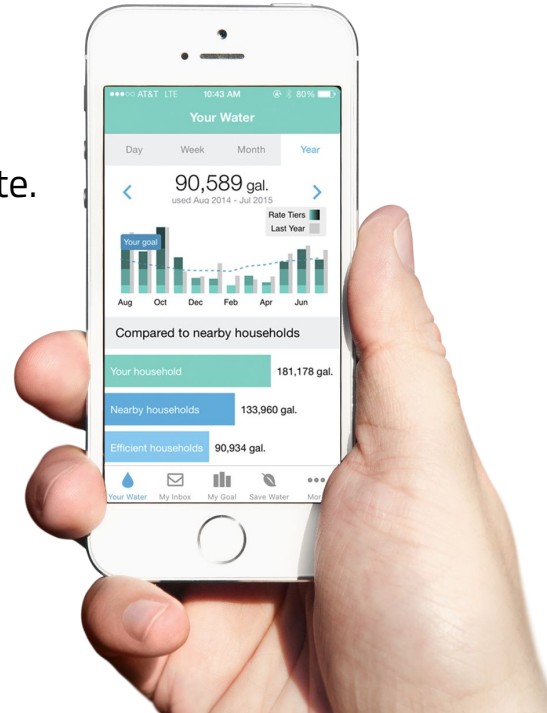 te.
●●●○○ AT&T LTE 10:43 AM 80%
Your Water
Day Week Month Year
90,589 gal.
used Aug 2014 - Jul 2015
Rate Tiers
Last Year
Your goal
Aug Oct Dec Feb Apr Jun
Compared to nearby households
Your household 181,178 gal.
Nearby households 133,960 gal.
Efficient households 90,934 gal.
Your Water My Inbox My Goal Save Water Mor